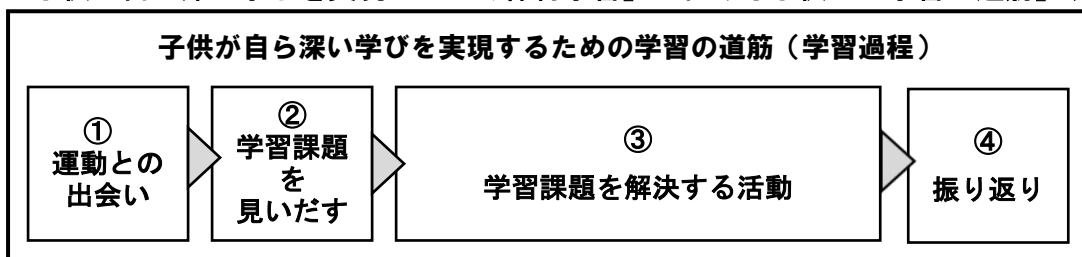 子供が自ら深い学びを実現するための学習の道筋（学習過程）
①
運動との
出会い
②
学習課題
を
見いだす
③
学習課題を解決する活動
④
振り返り